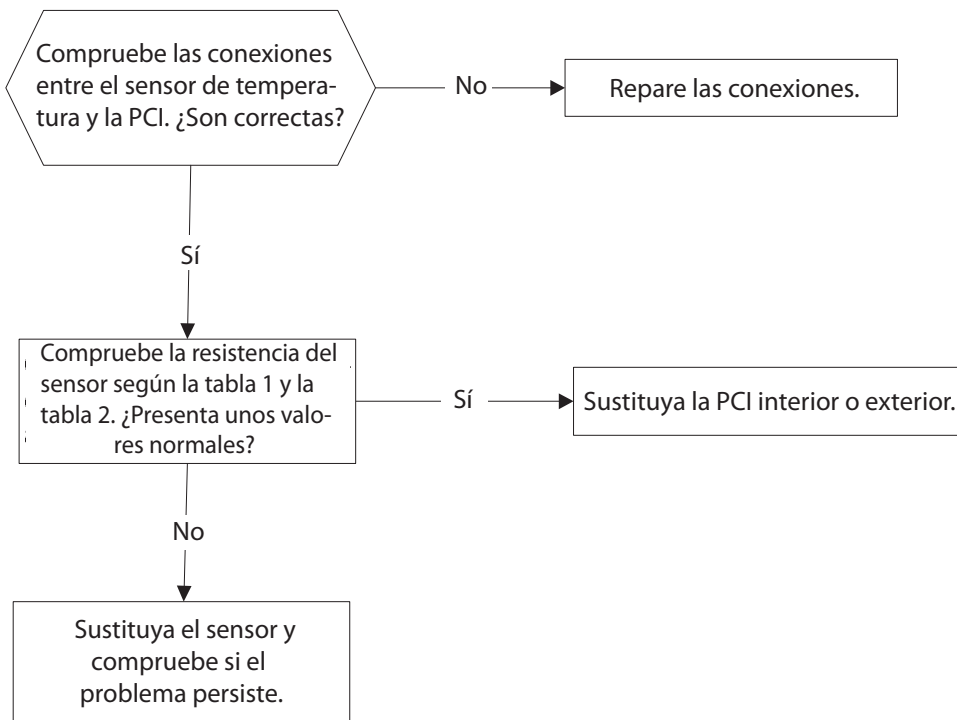 Compruebe las conexiones
entre el sensor de tempera-
tura y la PCI. ¿Son correctas?
No
Repare las conexiones.
Sí
Compruebe la resistencia del
sensor según la tabla 1 y la
tabla 2. ¿Presenta unos valo-
res normales?
Sí
Sustituya la PCI interior o exterior.
No
Sustituya el sensor y
compruebe si el
problema persiste.